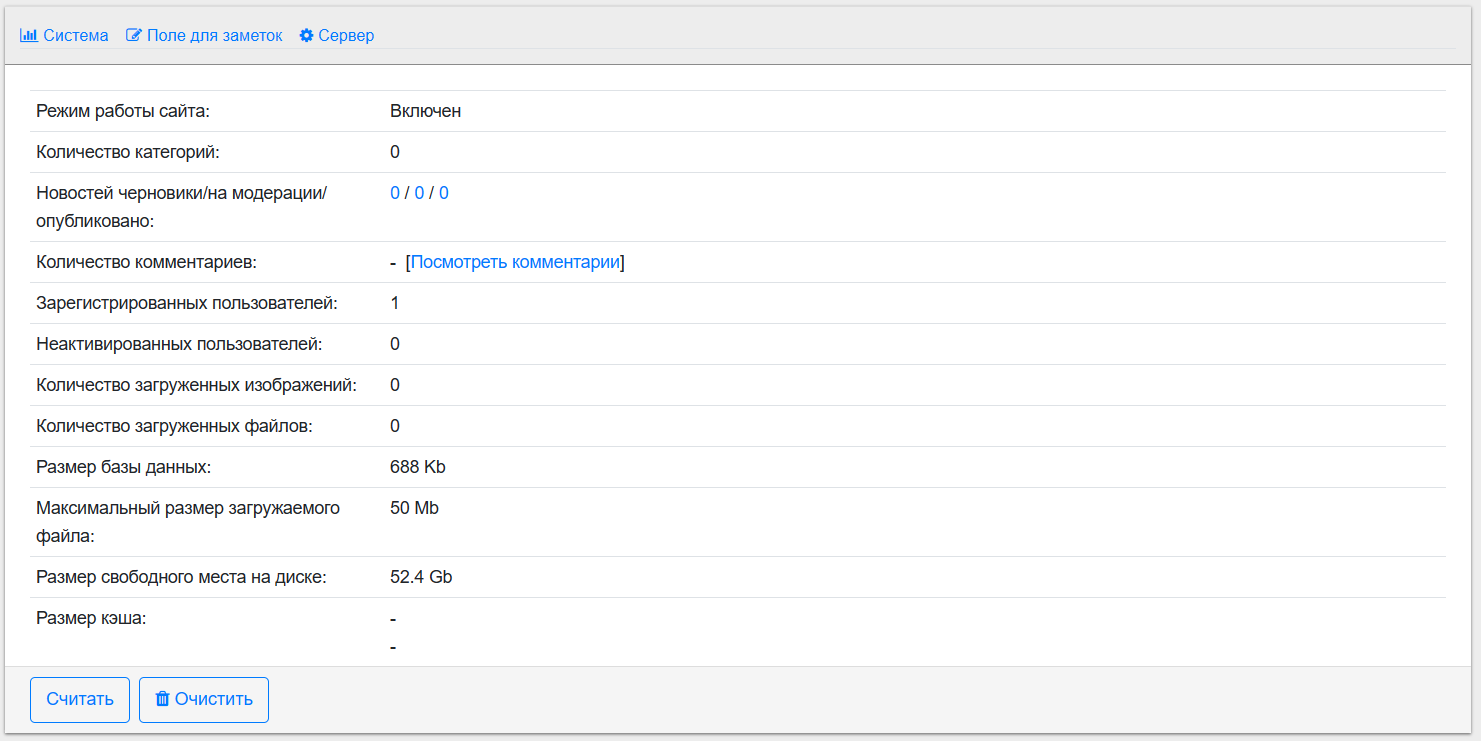 Система Поле для заметок Сервер
Режим работы сайта: Включен
Количество категорий: 0
Новостей черновики/на модерации/ 0 / 0 / 0
опубликовано:
Количество комментариев: - [Посмотреть комментарии]
Зарегистрированных пользователей: 1
Неактивированных пользователей: 0
Количество загруженных изображений: 0
Количество загруженных файлов: 0
Размер базы данных: 688 Kb
Максимальный размер загружаемого 50 Mb
файла:
Размер свободного места на диске: 52.4 Gb
Размер кэша: -
-
Считать Очистить